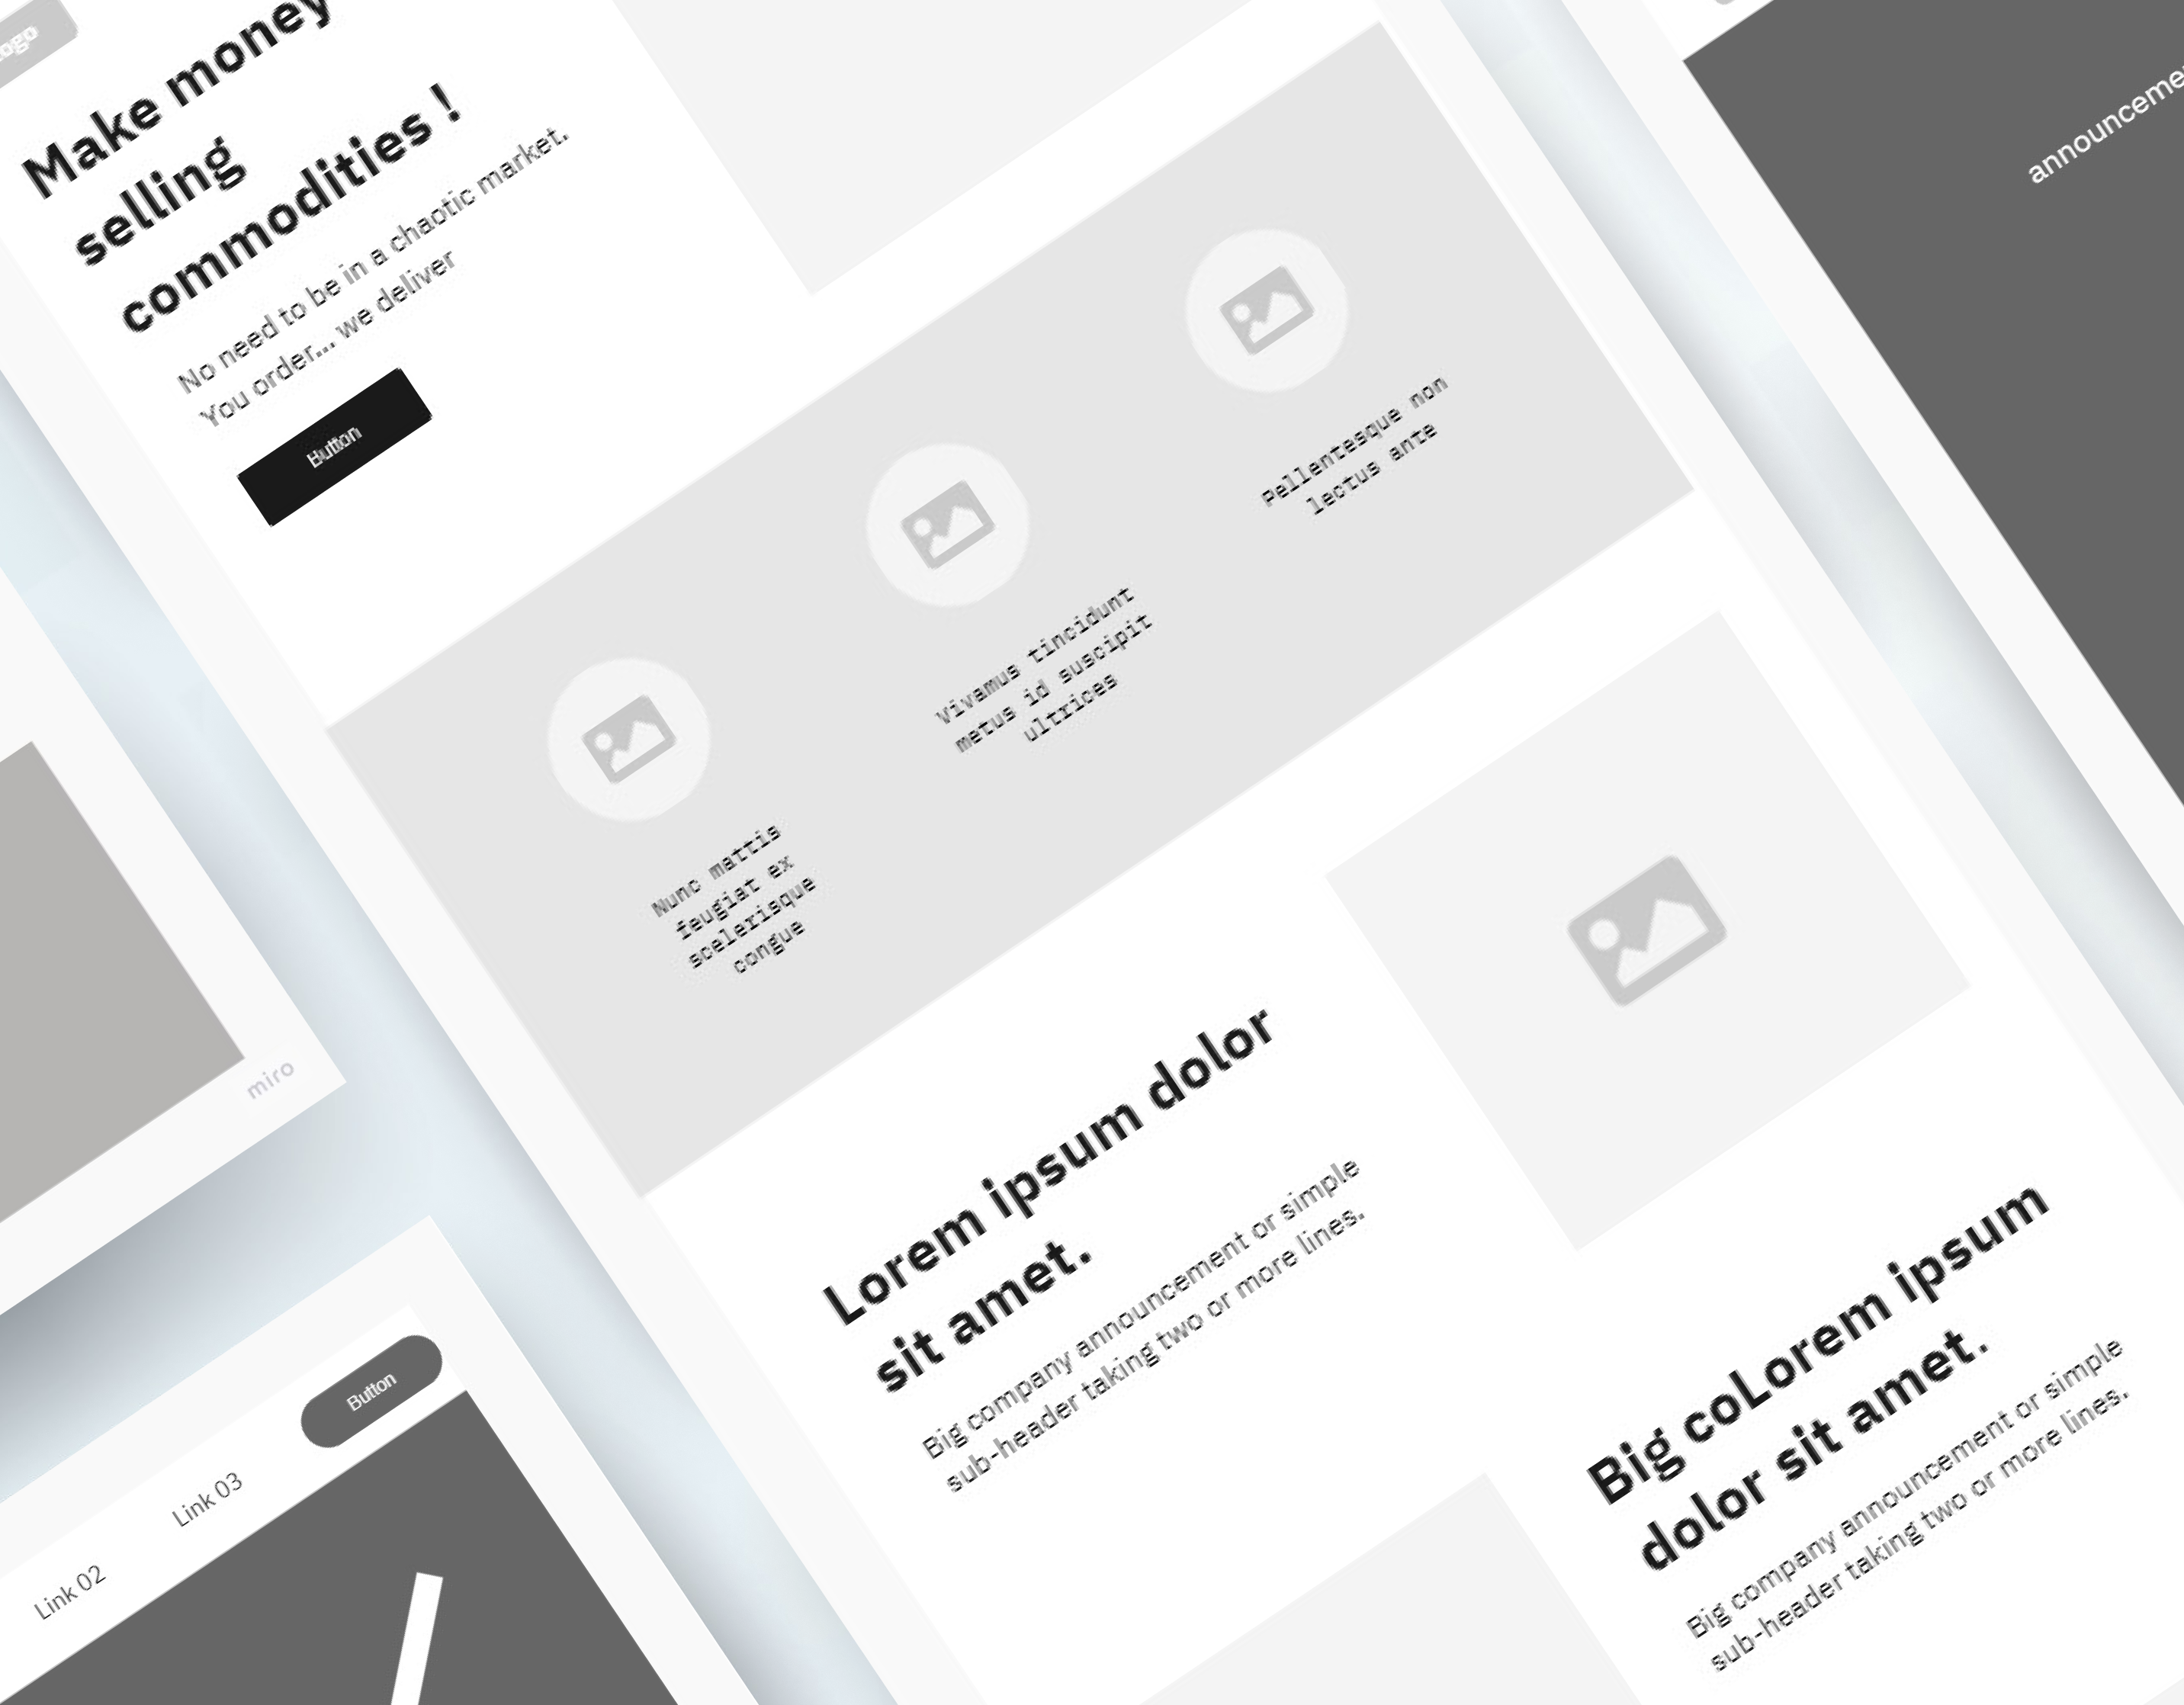 Make money
selling
commodities !
No need to be in a chaotic market.
You order... we deliver
Button
Pellentesque non
lectus ante
Vivamus tincidunt
metus id suscipit
ultrices
Nunc mattis
feugiat ex
scelerisque
congue
Lorem ipsum dolor
sit amet.
Big company announcement or simple
sub-header taking two or more lines.
Big coLorem ipsum
dolor sit amet.
Big company announcement or simple
sub-header taking two or more lines.
miro
Link 02
Link 03
Button